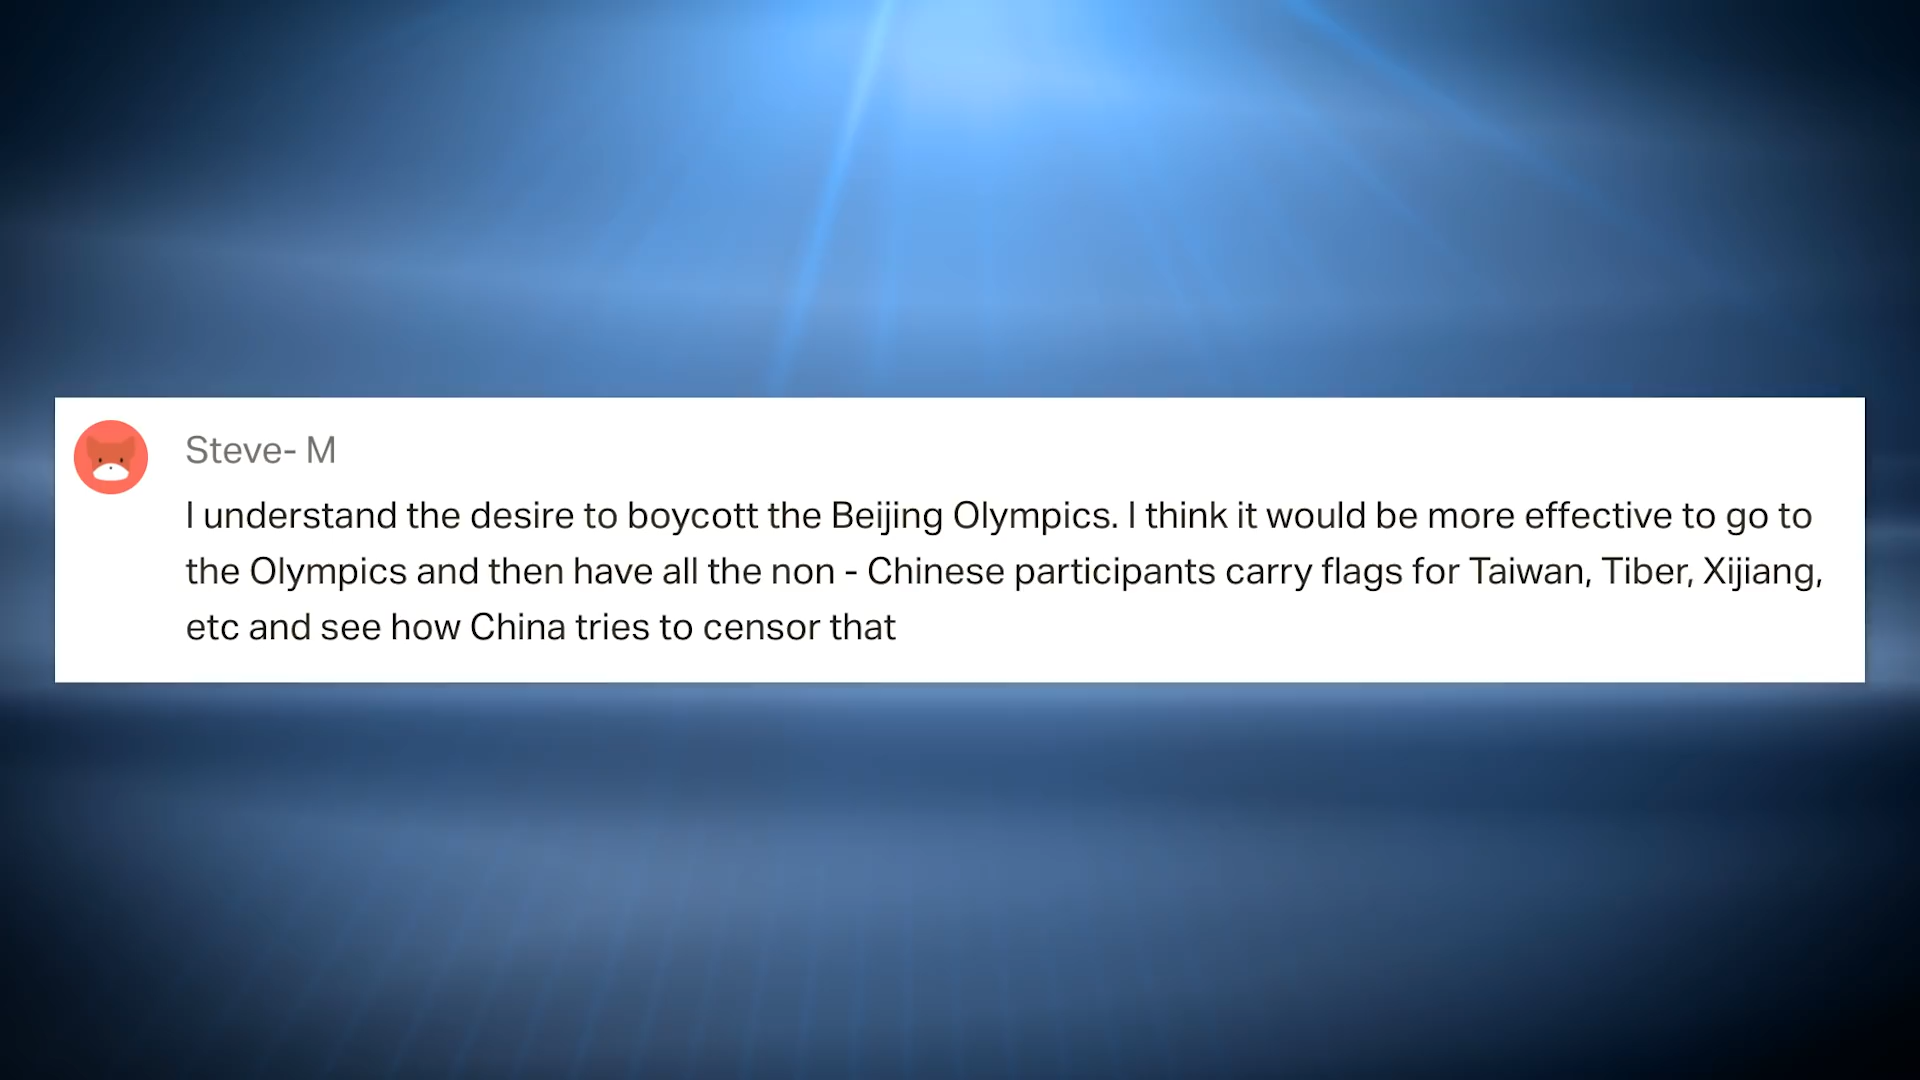 Steve- M
I understand the desire to boycott the Beijing Olympics. I think it would be more effective to go to
the Olympics and then have all the non - Chinese participants carry flags for Taiwan, Tiber, Xijiang,
etc and see how China tries to censor that